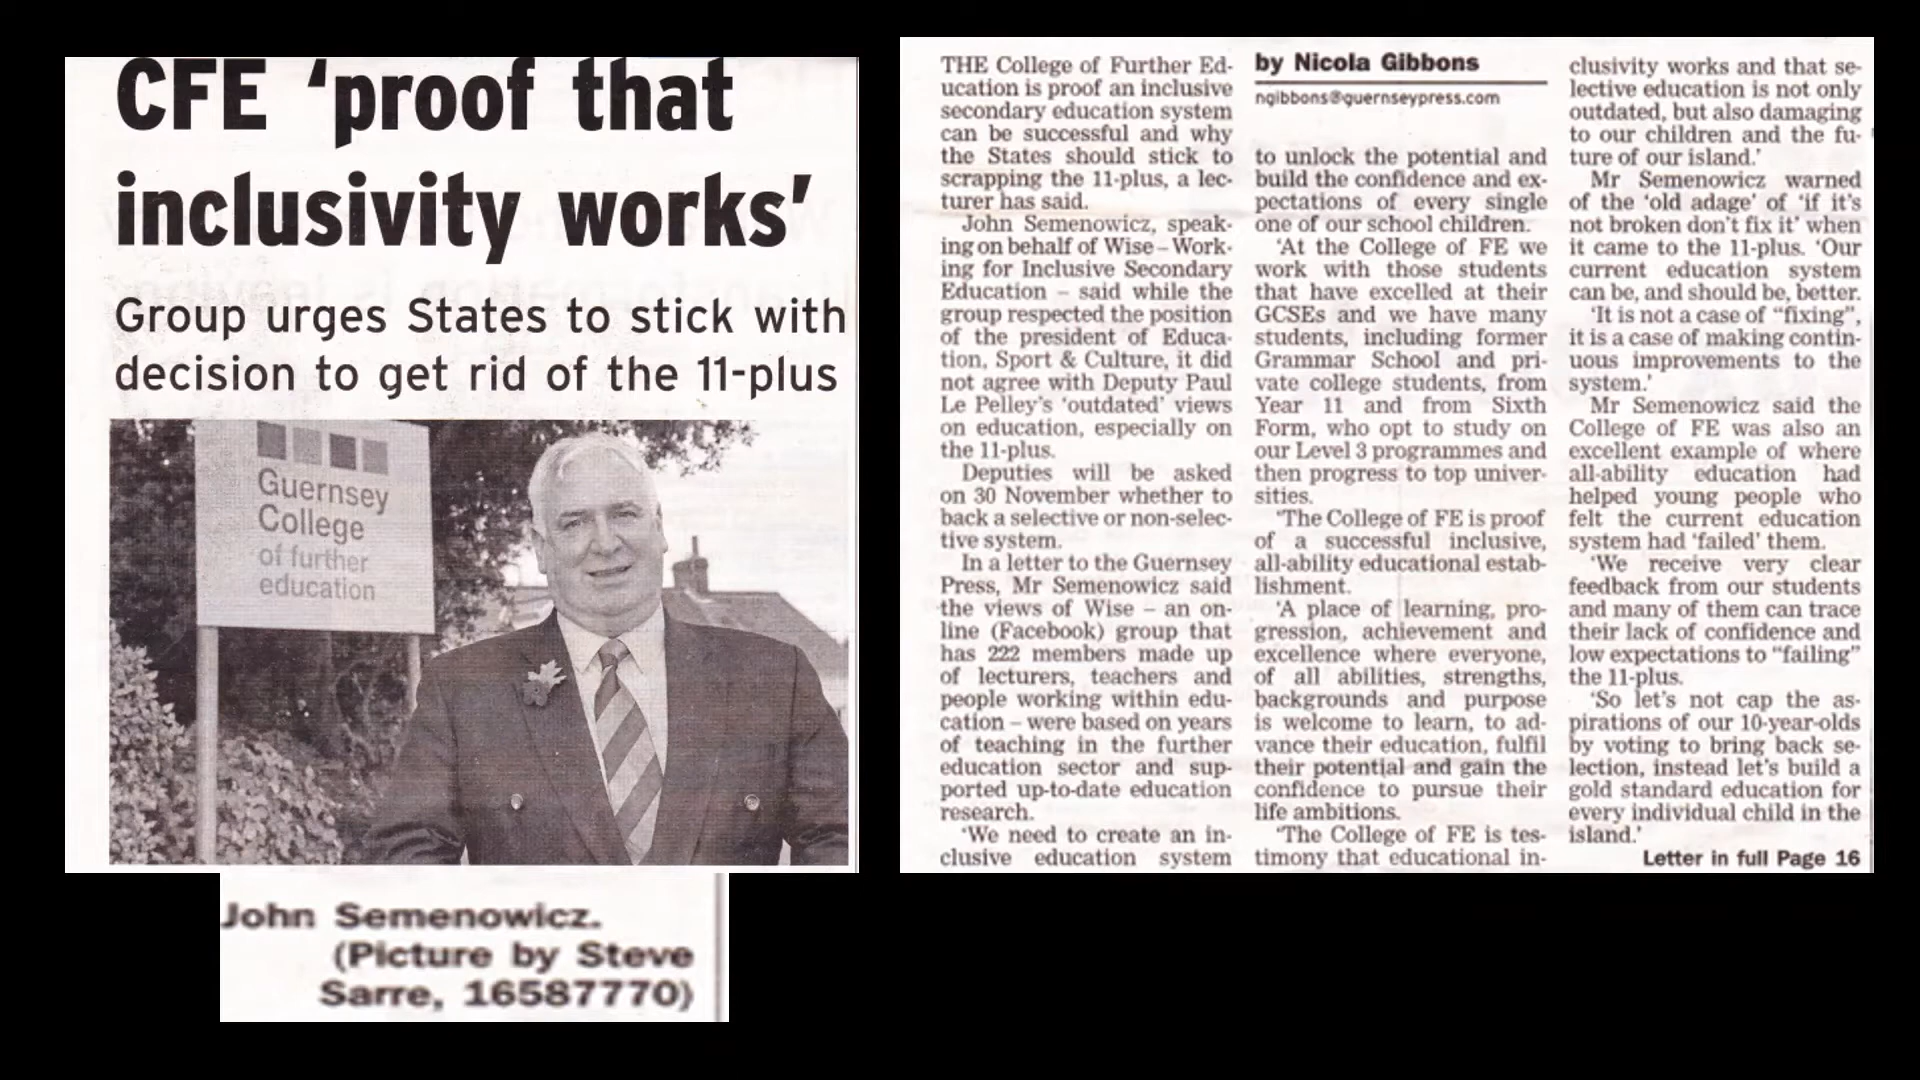 CFE ‘proof that
inclusivity works’
Group urges States to stick with
decision to get rid of the 11-plus
Guernsey
College
of further
education
John Semenowicz.
(Picture by Steve
Sarre, 16587770)
THE College of Further Ed-
ucation is proof an inclusive
secondary education system
can be successful and why
the States should stick to
scrapping the 11-plus, a lec-
turer has said.
John Semenowicz, speak-
ing on behalf of Wise – Work-
ing for Inclusive Secondary
Education – said while the
group respected the position
of the president of Educa-
tion, Sport & Culture, it did
not agree with Deputy Paul
Le Pelley’s ‘outdated’ views
on education, especially on
the 11-plus.
Deputies will be asked
on 30 November whether to
back a selective or non-selec-
tive system.
In a letter to the Guernsey
Press, Mr Semenowicz said
the views of Wise – an on-
line (Facebook) group that
has 222 members made up
of lecturers, teachers and
people working within edu-
cation – were based on years
of teaching in the further
education sector and sup-
ported up-to-date education
research.
‘We need to create an in-
clusive education system
by Nicola Gibbons
ngibbons@guernseypress.com
to unlock the potential and
build the confidence and ex-
pectations of every single
one of our school children.
‘At the College of FE we
work with those students
that have excelled at their
GCSEs and we have many
students, including former
Grammar School and pri-
vate college students, from
Year 11 and from Sixth
Form, who opt to study on
our Level 3 programmes and
then progress to top univer-
sities.
‘The College of FE is proof
of a successful inclusive,
all-ability educational estab-
lishment.
‘A place of learning, pro-
gression, achievement and
excellence where everyone,
of all abilities, strengths,
backgrounds and purpose
is welcome to learn, to ad-
vance their education, fulfil
their potential and gain the
confidence to pursue their
life ambitions.
‘The College of FE is tes-
timony that educational in-
clusivity works and that se-
lective education is not only
outdated, but also damaging
to our children and the fu-
ture of our island.’
Mr Semenowicz warned
of the ‘old adage’ of ‘if it’s
not broken don’t fix it’ when
it came to the 11-plus. ‘Our
current education system
can be, and should be, better.
‘It is not a case of “fixing”,
it is a case of making contin-
uous improvements to the
system.’
Mr Semenowicz said the
College of FE was also an
excellent example of where
all-ability education had
helped young people who
felt the current education
system had ‘failed’ them.
‘We receive very clear
feedback from our students
and many of them can trace
their lack of confidence and
low expectations to “failing”
the 11-plus.
‘So let’s not cap the as-
pirations of our 10-year-olds
by voting to bring back se-
lection, instead let’s build a
gold standard education for
every individual child in the
island.’
Letter in full Page 16